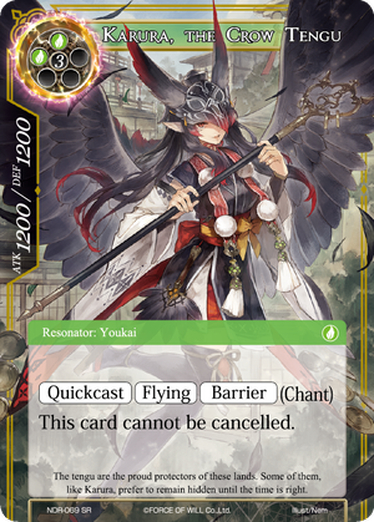 Karura, the Crow Tengu
3
ATK 1200 / DEF 1200
Resonator: Youkai
Quickcast Flying Barrier (Chant)
This card cannot be cancelled.
The tengu are the proud protectors of these lands. Some of them,
like Karura, prefer to remain hidden until the time is right.
NDR-069 SR ©FORCE OF WILL Co.,Ltd. Illust/Nem